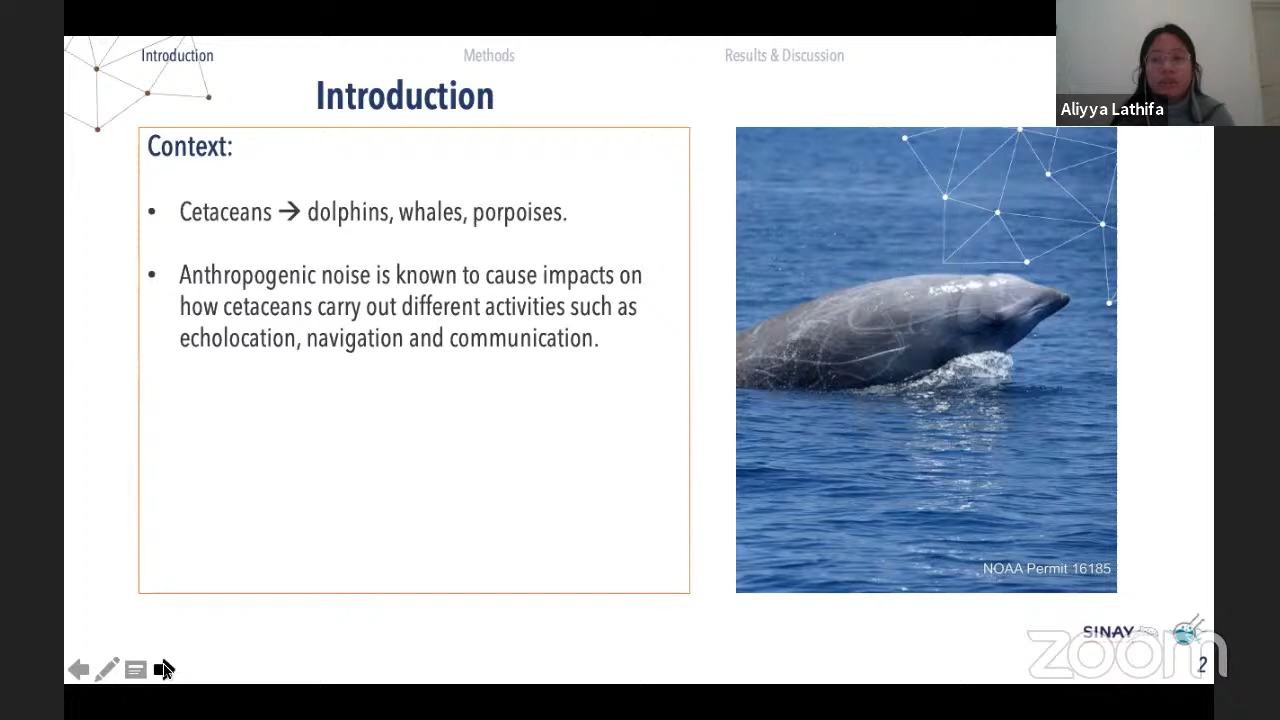 Introduction
Methods
Results & Discussion
Introduction
Aliyya Lathifa
Context:
• Cetaceans → dolphins, whales, porpoises.
• Anthropogenic noise is known to cause impacts on
how cetaceans carry out different activities such as
echolocation, navigation and communication.
NOAA Permit 16185
SINAY
zoom
2